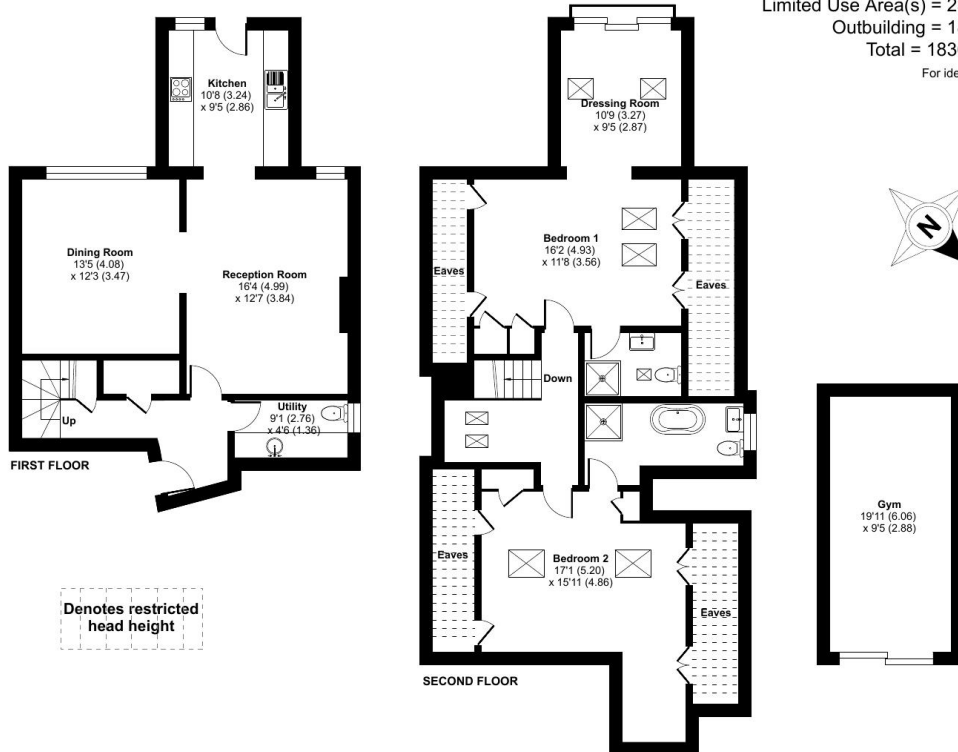 Limited Use Area(s) = 2
Outbuilding = 1
Total = 183
For ide
Kitchen
10'8 (3.24)
x 9'5 (2.86)
Dressing Room
10'9 (3.27)
x 9'5 (2.87)
N
Dining Room
13'5 (4.08)
x 12'3 (3.47)
Reception Room
16'4 (4.99)
x 12'7 (3.84)
Eaves
Bedroom 1
16'2 (4.93)
x 11'8 (3.56)
Eaves
Down
Up
Utility
9'1 (2.76)
x 4'6 (1.36)
FIRST FLOOR
Eaves
Bedroom 2
17'1 (5.20)
x 15'11 (4.86)
Eaves
Gym
19'11 (6.06)
x 9'5 (2.88)
Denotes restricted
head height
SECOND FLOOR